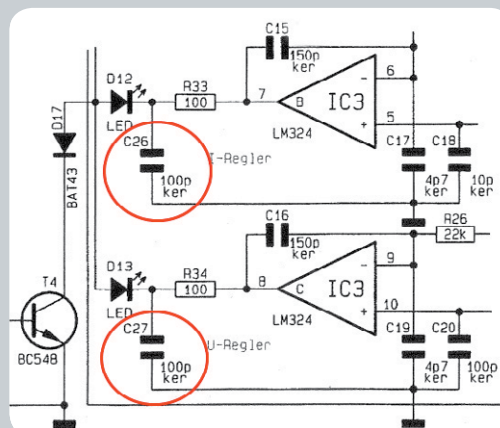 C15
150p
ker
D12
LED
R33
100
7
B
IC3
6
5
LM324
D17
BAT43
C26
100p
ker
I-Regler
C17
4p7
ker
C18
10p
ker
C16
150p
ker
R26
22k
D13
LED
R34
100
8
C
IC3
9
10
LM324
T4
BC548
C27
100p
ker
U-Regler
C19
4p7
ker
C20
100p
ker